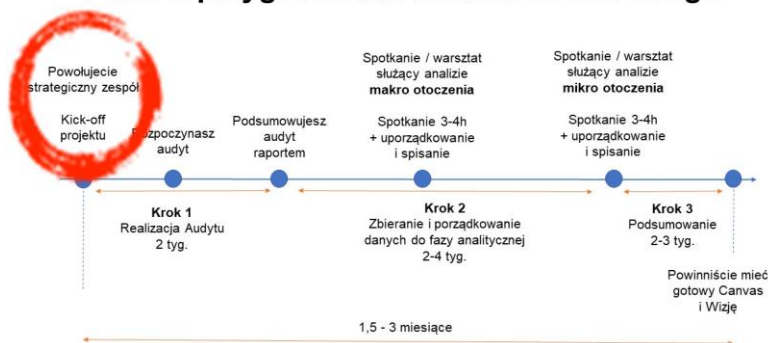 Powołujecie
strategiczny zespół
Kick-off
projektu
Rozpoczynasz
audyt
Podsumowujesz
audyt
raportem
Spotkanie / warsztat
służący analizie
makro otoczenia
Spotkanie 3-4h
+ uporządkowanie
i spisanie
Spotkanie / warsztat
służący analizie
mikro otoczenia
Spotkanie 3-4h
+ uporządkowanie
i spisanie
Krok 1
Realizacja Audytu
2 tyg.
Krok 2
Zbieranie i porządkowanie
danych do fazy analitycznej
2-4 tyg.
Krok 3
Podsumowanie
2-3 tyg.
Powinniście mieć
gotowy Canvas
i Wizję
1,5 - 3 miesiące